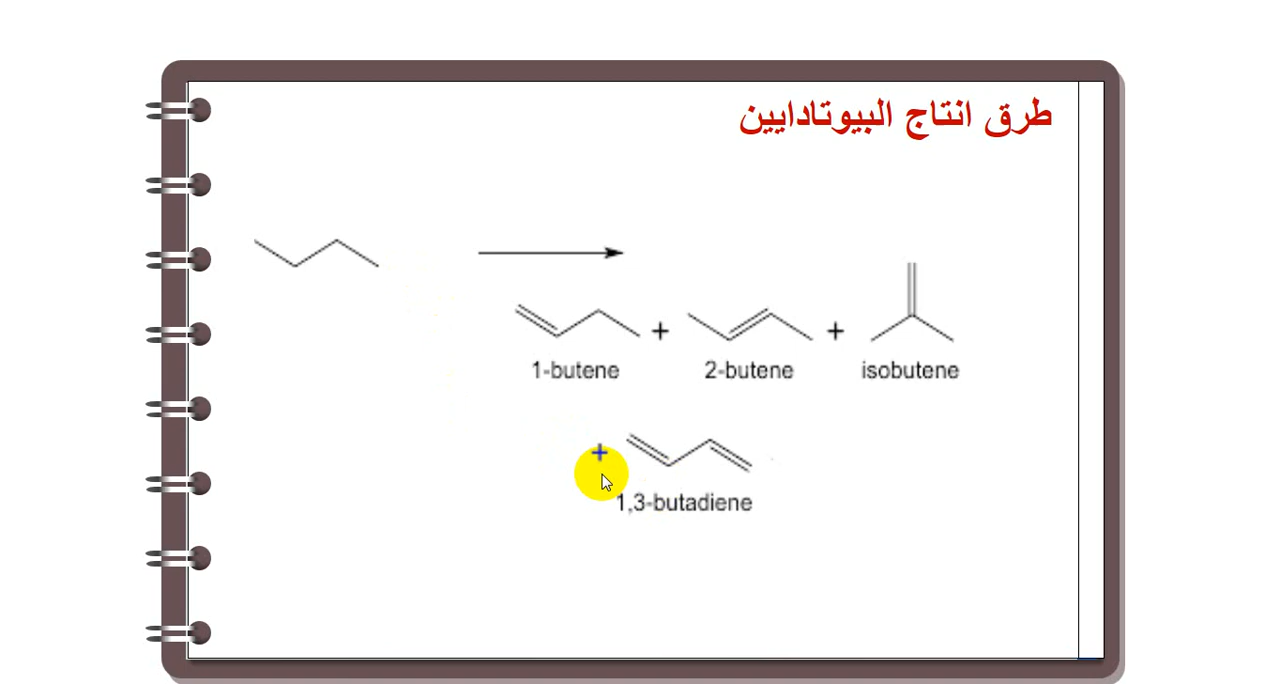 طرق انتاج البيوتادايين
+ +
1-butene 2-butene isobutene
+
1,3-butadiene